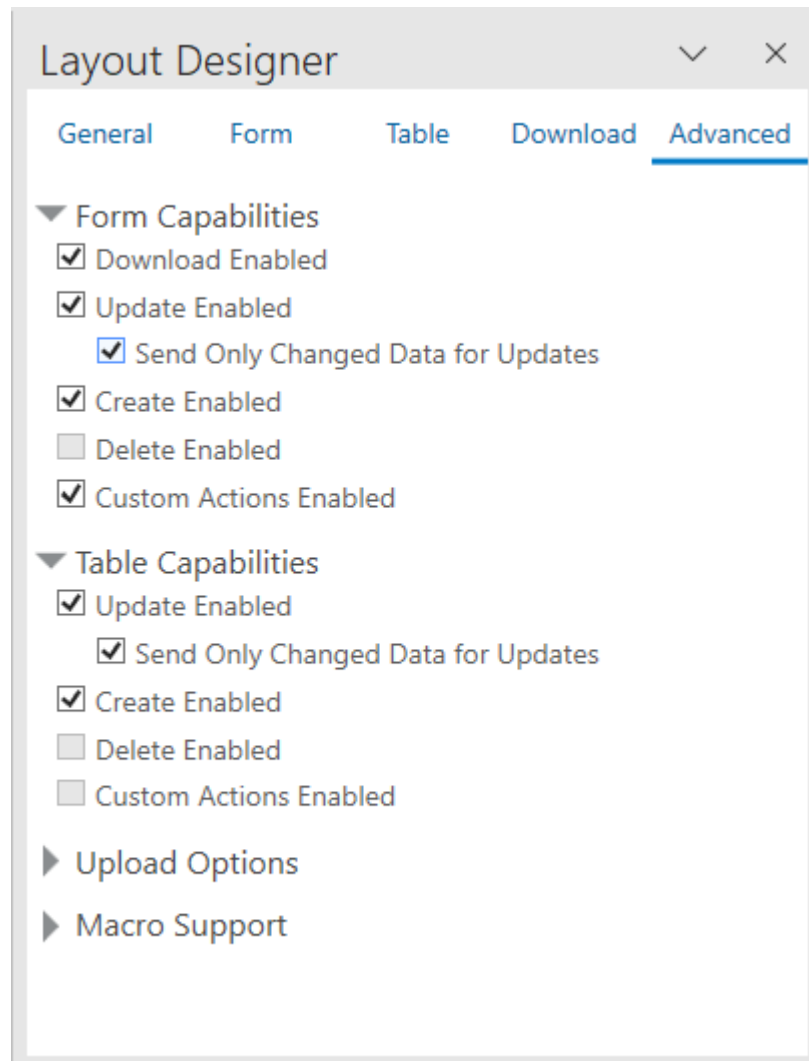 Layout Designer
General Form Table Download Advanced
Form Capabilities
Download Enabled
Update Enabled
Send Only Changed Data for Updates
Create Enabled
Delete Enabled
Custom Actions Enabled
Table Capabilities
Update Enabled
Send Only Changed Data for Updates
Create Enabled
Delete Enabled
Custom Actions Enabled
Upload Options
Macro Support